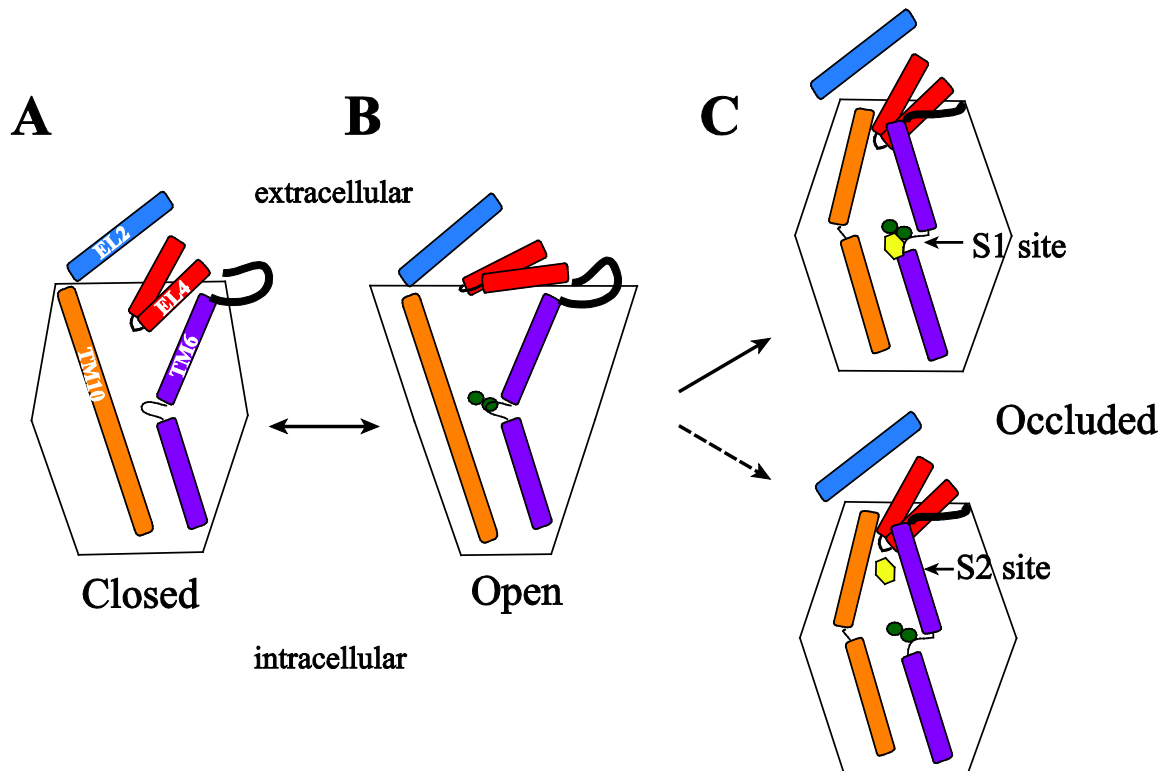 A
B
C
extracellular
EL2
EL4
TM10
TM6
S1 site
Closed
Open
Occluded
S2 site
intracellular